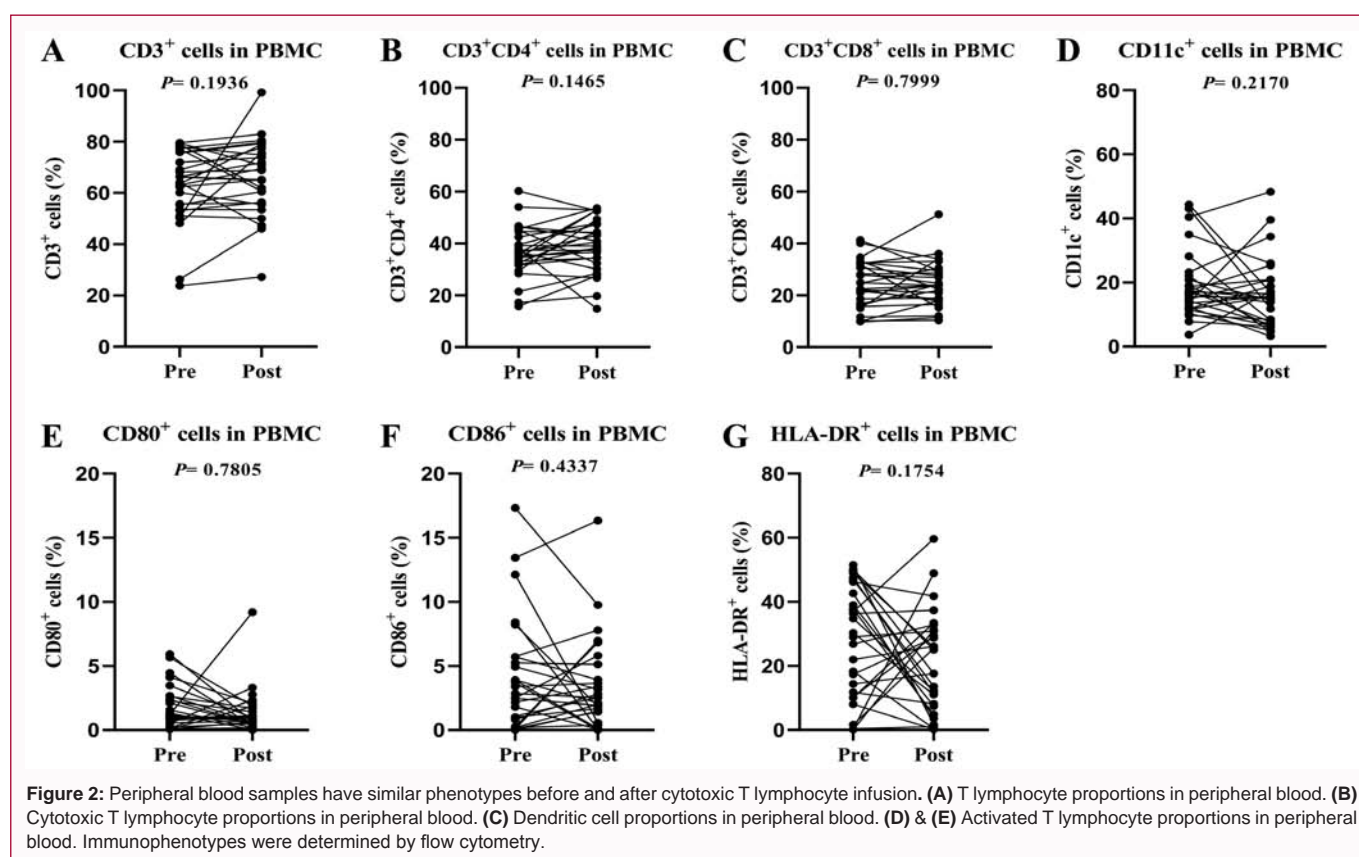 A CD3⁺ cells in PBMC
P= 0.1936
CD3⁺ cells (%)
100
80
60
40
20
0
Pre Post
B CD3⁺CD4⁺ cells in PBMC
P= 0.1465
CD3⁺CD4⁺ cells (%)
100
80
60
40
20
0
Pre Post
C CD3⁺CD8⁺ cells in PBMC
P= 0.7999
CD3⁺CD8⁺ cells (%)
100
80
60
40
20
0
Pre Post
D CD11c⁺ cells in PBMC
P= 0.2170
CD11c⁺ cells (%)
80
60
40
20
0
Pre Post
E CD80⁺ cells in PBMC
P= 0.7805
CD80⁺ cells (%)
20
15
10
5
0
Pre Post
F CD86⁺ cells in PBMC
P= 0.4337
CD86⁺ cells (%)
20
15
10
5
0
Pre Post
G HLA-DR⁺ cells in PBMC
P= 0.1754
HLA-DR⁺ cells (%)
80
60
40
20
0
Pre Post
Figure 2: Peripheral blood samples have similar phenotypes before and after cytotoxic T lymphocyte infusion. (A) T lymphocyte proportions in peripheral blood. (B)
Cytotoxic T lymphocyte proportions in peripheral blood. (C) Dendritic cell proportions in peripheral blood. (D) & (E) Activated T lymphocyte proportions in peripheral
blood. Immunophenotypes were determined by flow cytometry.